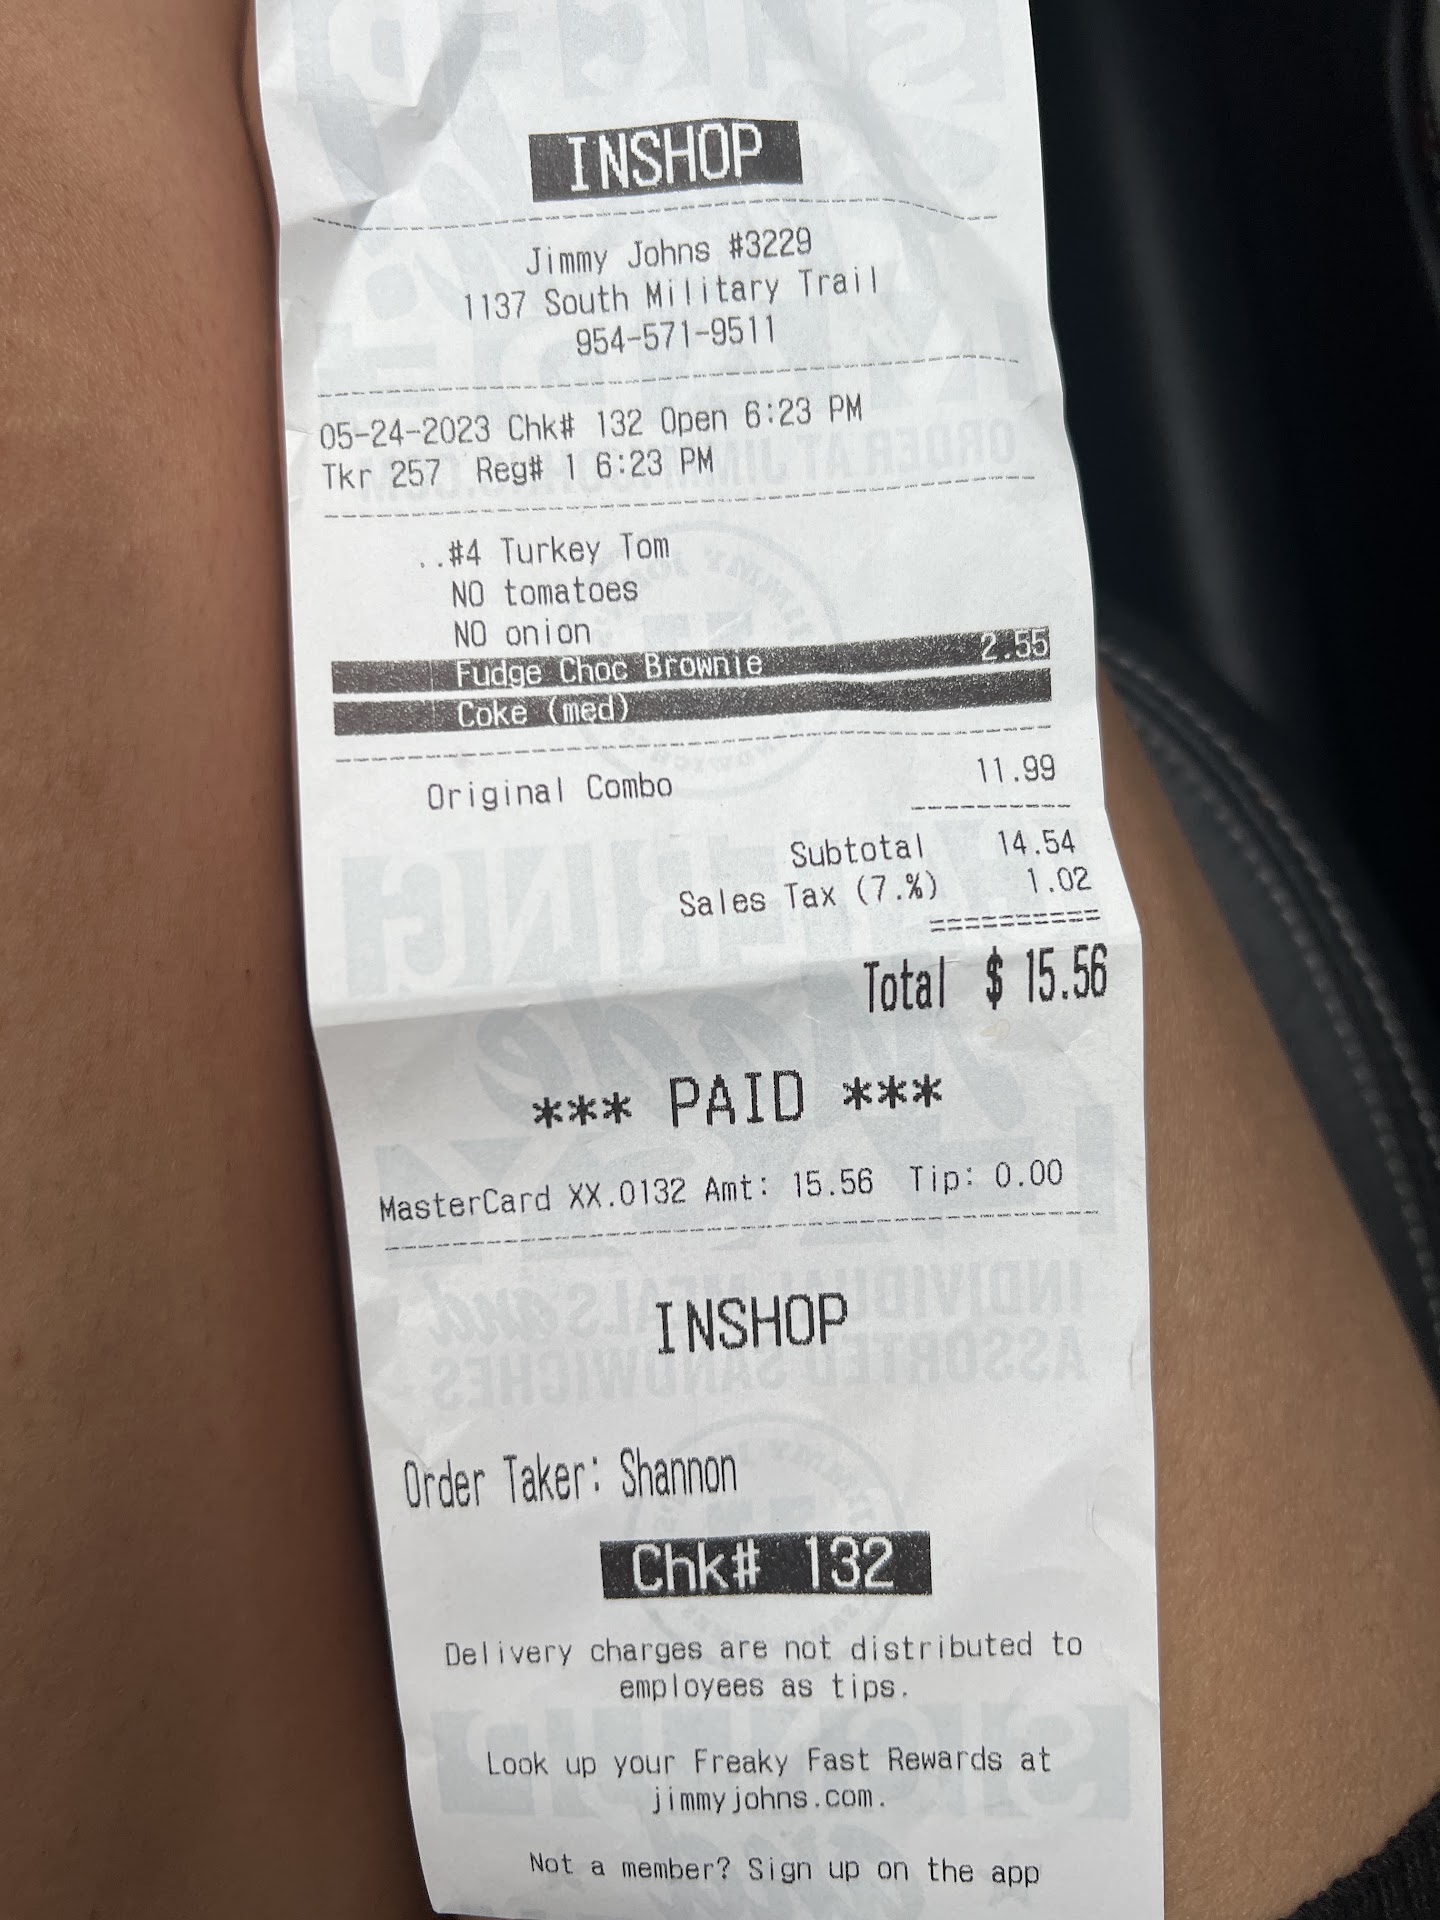 INSHOP
Jimmy Johns #3229
1137 South Military Trail
954-571-9511
05-24-2023 Chk# 132 Open 6:23 PM
Tkr 257 Reg# 1 6:23 PM
..#4 Turkey Tom
NO tomatoes
NO onion
Fudge Choc Brownie 2.55
Coke (med)
Original Combo 11.99
Subtotal 14.54
Sales Tax (7.%) 1.02
==========
Total $ 15.56
*** PAID ***
MasterCard XX.0132 Amt: 15.56 Tip: 0.00
INSHOP
Order Taker: Shannon
Chk# 132
Delivery charges are not distributed to
employees as tips.
Look up your Freaky Fast Rewards at
jimmyjohns.com.
Not a member? Sign up on the app